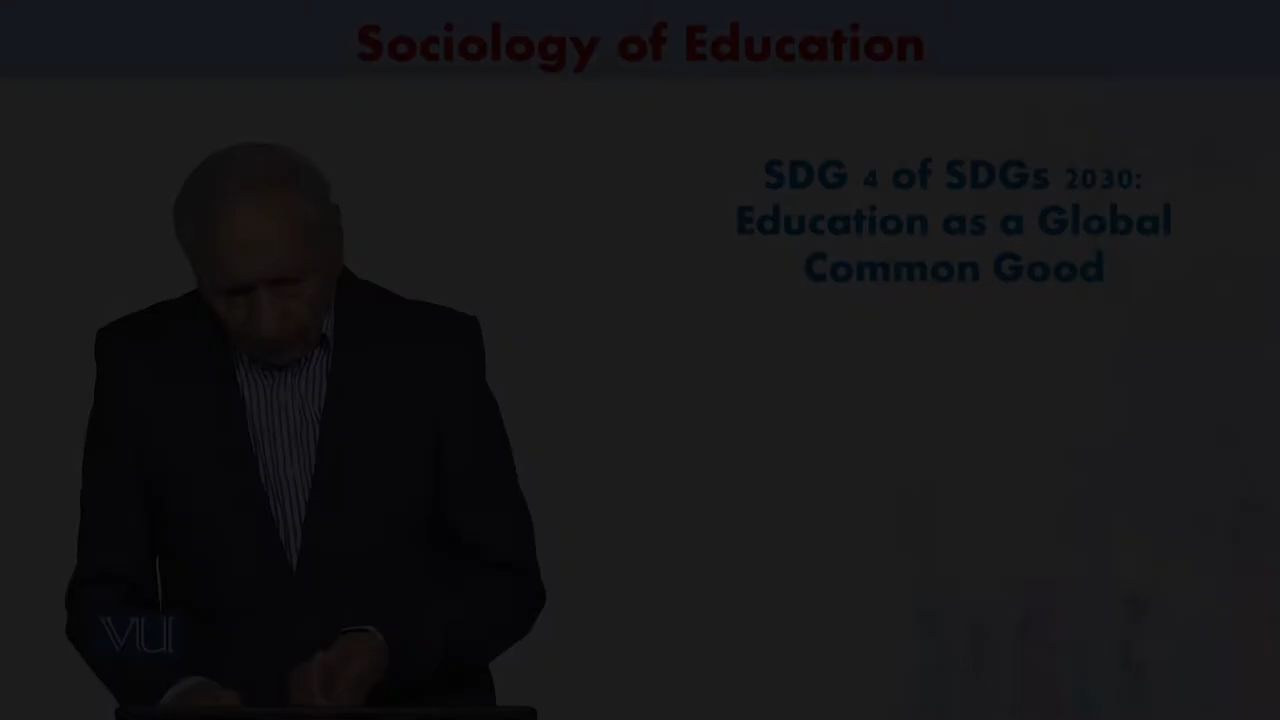 Sociology of Education
SDG 4 of SDGs 2030:
Education as a Global
Common Good
VU